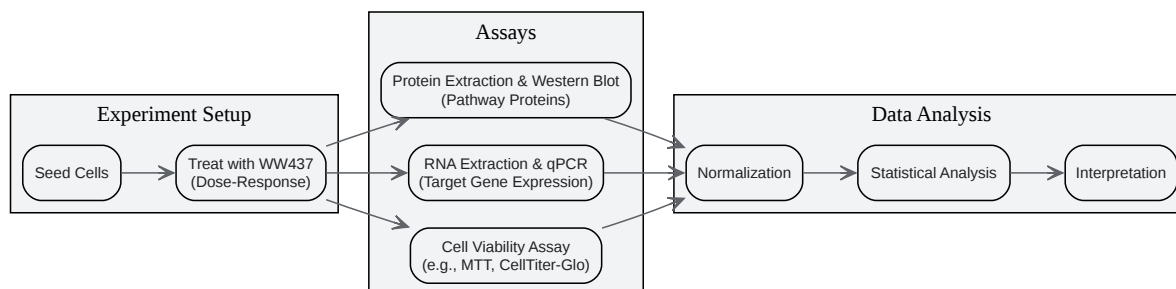 Experiment Setup
Seed Cells
Treat with WW437
(Dose-Response)
Assays
Protein Extraction & Western Blot
(Pathway Proteins)
RNA Extraction & qPCR
(Target Gene Expression)
Cell Viability Assay
(e.g., MTT, CellTiter-Glo)
Data Analysis
Normalization
Statistical Analysis
Interpretation